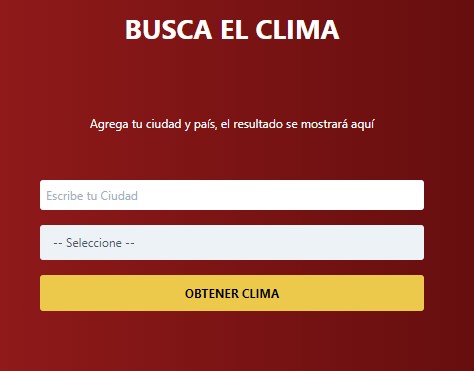 BUSCA EL CLIMA
Agrega tu ciudad y país, el resultado se mostrará aquí
Escribe tu Ciudad
-- Seleccione --
OBTENER CLIMA